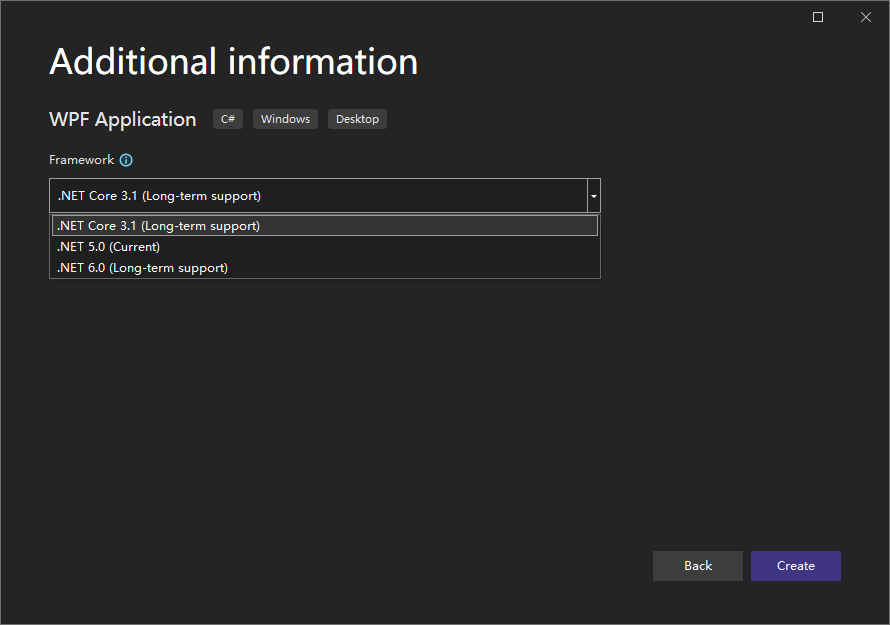 Additional information
WPF Application C# Windows Desktop
Framework
.NET Core 3.1 (Long-term support)
.NET Core 3.1 (Long-term support)
.NET 5.0 (Current)
.NET 6.0 (Long-term support)
Back Create